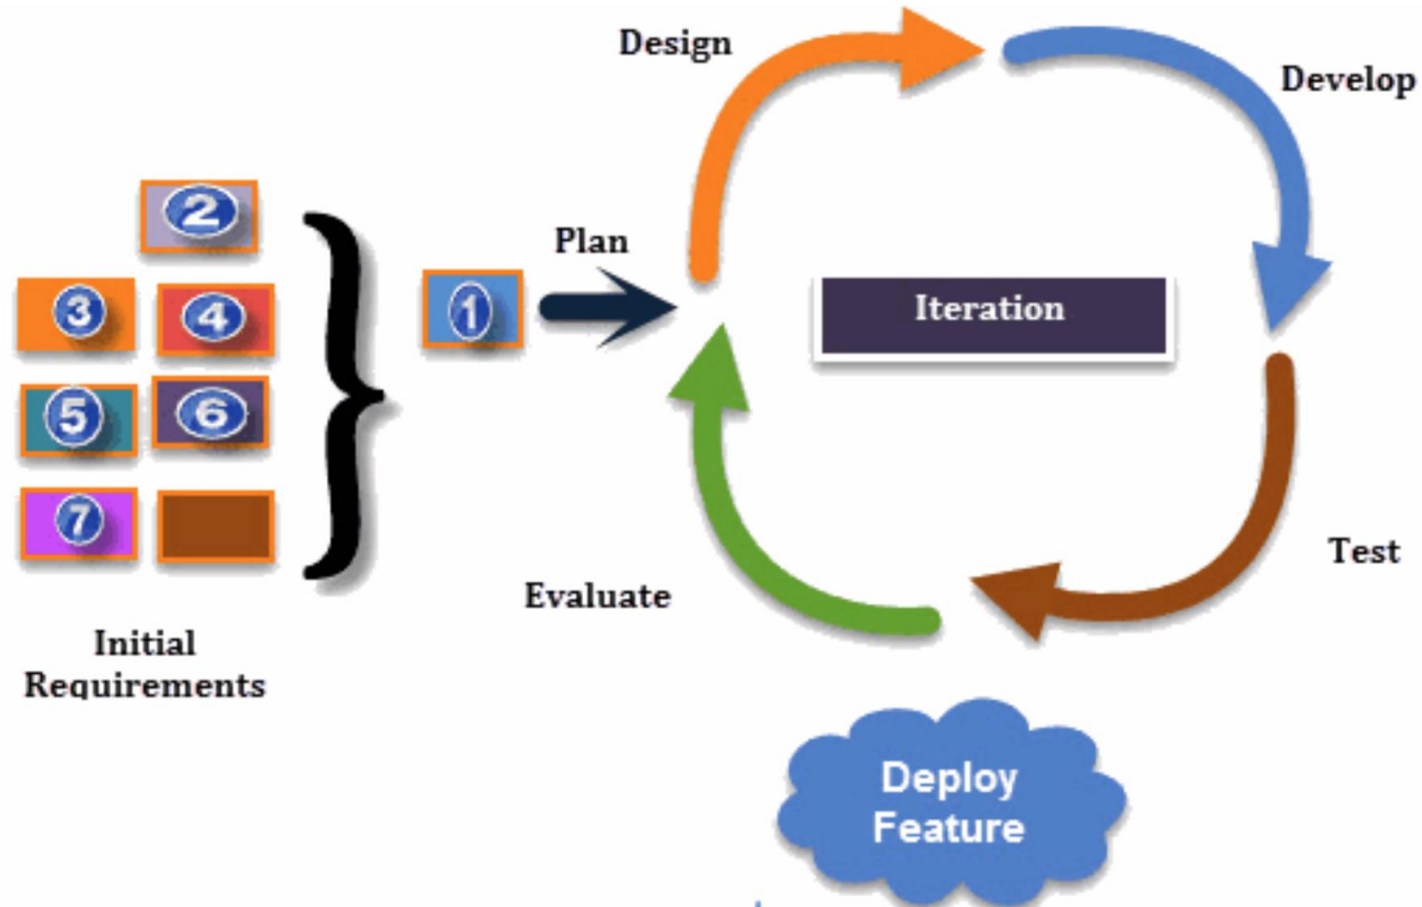 Design
Develop
2
Plan
3
4
1
Iteration
5
6
7
Test
Evaluate
Initial
Requirements
Deploy
Feature